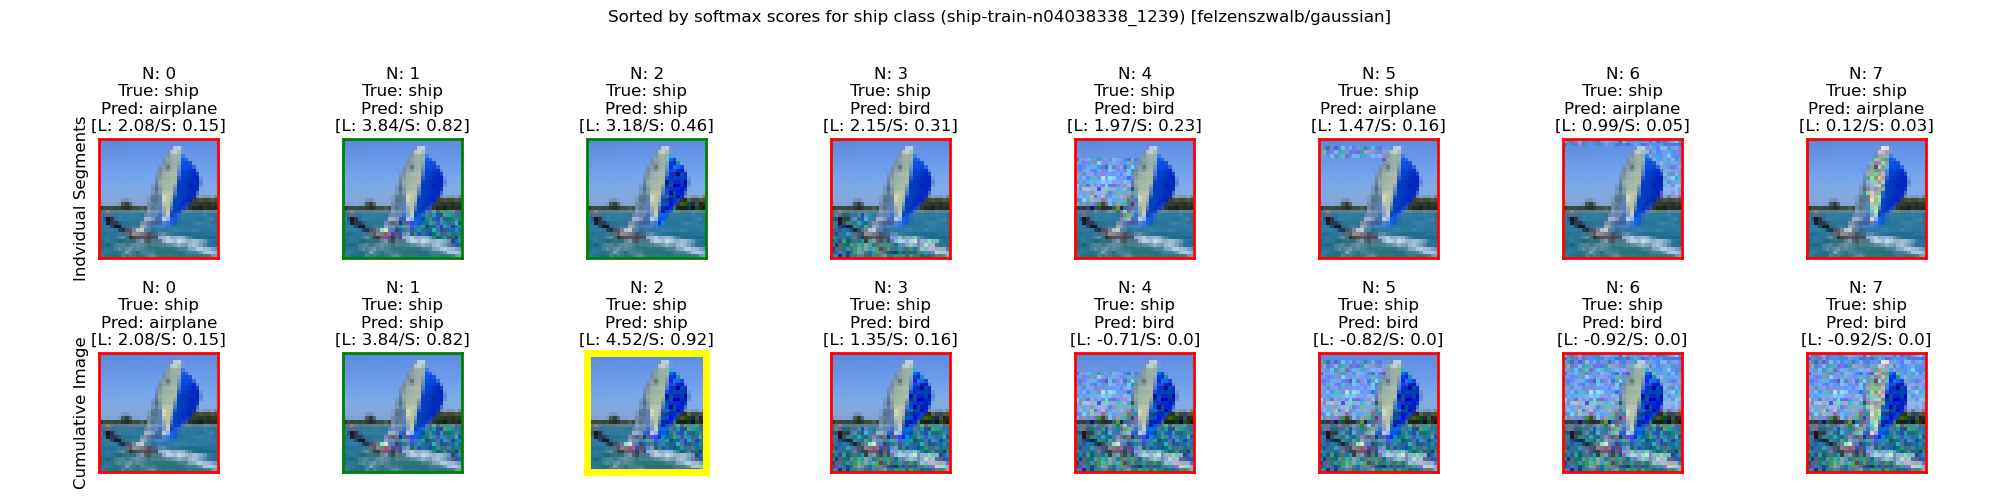 Sorted by softmax scores for ship class (ship-train-n04038338_1239) [felzenszwalb/gaussian]
Indvidual Segments
N: 0
True: ship
Pred: airplane
[L: 2.08/S: 0.15]
N: 1
True: ship
Pred: ship
[L: 3.84/S: 0.82]
N: 2
True: ship
Pred: ship
[L: 3.18/S: 0.46]
N: 3
True: ship
Pred: bird
[L: 2.15/S: 0.31]
N: 4
True: ship
Pred: bird
[L: 1.97/S: 0.23]
N: 5
True: ship
Pred: airplane
[L: 1.47/S: 0.16]
N: 6
True: ship
Pred: airplane
[L: 0.99/S: 0.05]
N: 7
True: ship
Pred: airplane
[L: 0.12/S: 0.03]
Cumulative Image
N: 0
True: ship
Pred: airplane
[L: 2.08/S: 0.15]
N: 1
True: ship
Pred: ship
[L: 3.84/S: 0.82]
N: 2
True: ship
Pred: ship
[L: 4.52/S: 0.92]
N: 3
True: ship
Pred: bird
[L: 1.35/S: 0.16]
N: 4
True: ship
Pred: bird
[L: -0.71/S: 0.0]
N: 5
True: ship
Pred: bird
[L: -0.82/S: 0.0]
N: 6
True: ship
Pred: bird
[L: -0.92/S: 0.0]
N: 7
True: ship
Pred: bird
[L: -0.92/S: 0.0]